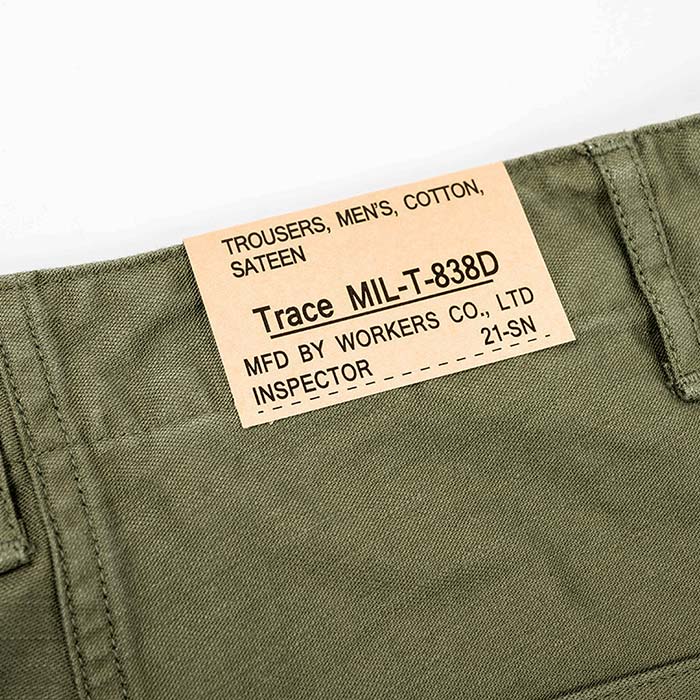 TROUSERS, MEN'S, COTTON,
SATEEN
Trace MIL-T-838D
MFD BY WORKERS CO., LTD
INSPECTOR 21-SN